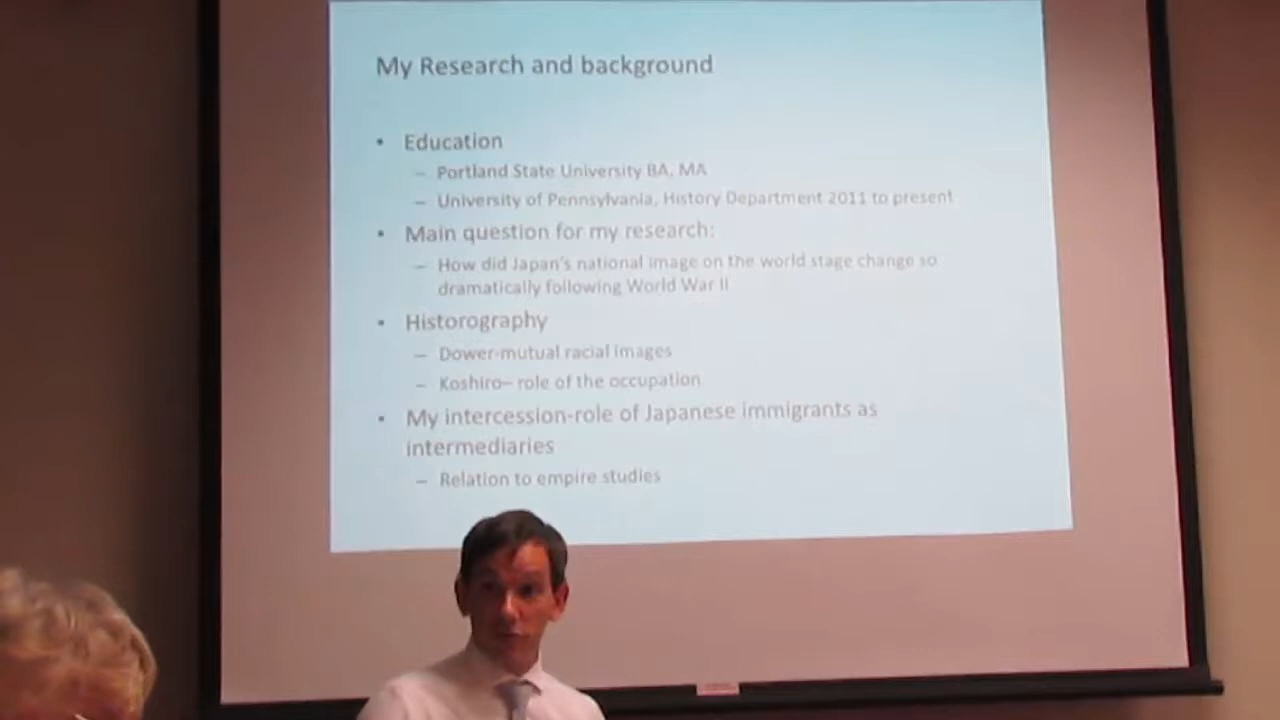 My Research and background
• Education
– Portland State University BA, MA
– University of Pennsylvania, History Department 2011 to present
• Main question for my research:
– How did Japan's national image on the world stage change so
dramatically following World War II
• Historography
– Dower-mutual racial images
– Koshiro– role of the occupation
• My intercession-role of Japanese immigrants as
intermediaries
– Relation to empire studies